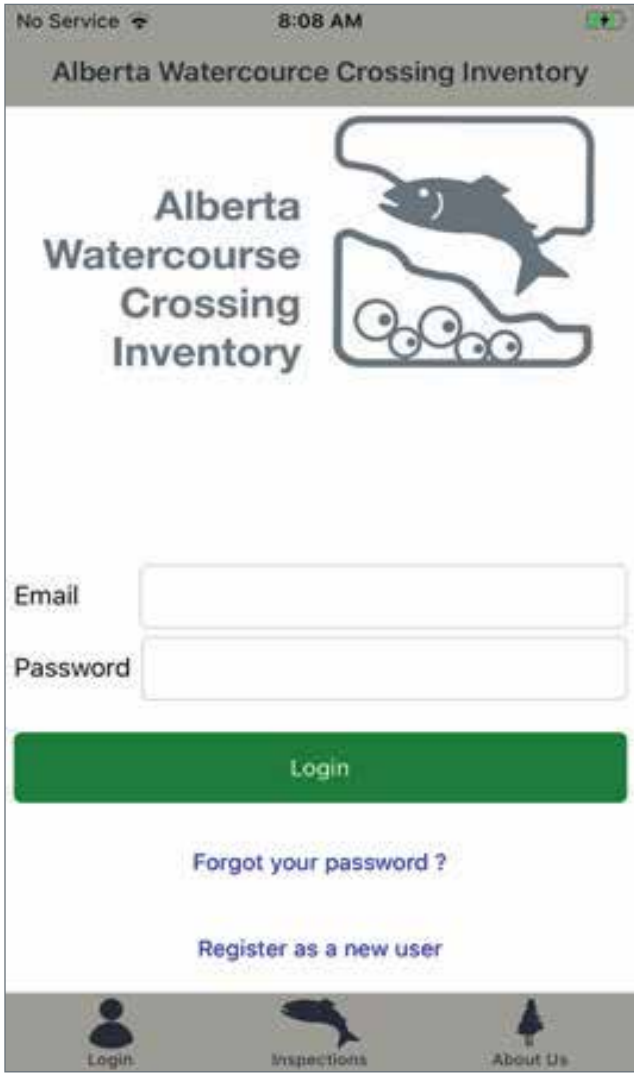 No Service 8:08 AM
Alberta Watercource Crossing Inventory
Alberta
Watercourse
Crossing
Inventory
Email
Password
Login
Forgot your password ?
Register as a new user
Login Inspections About Us